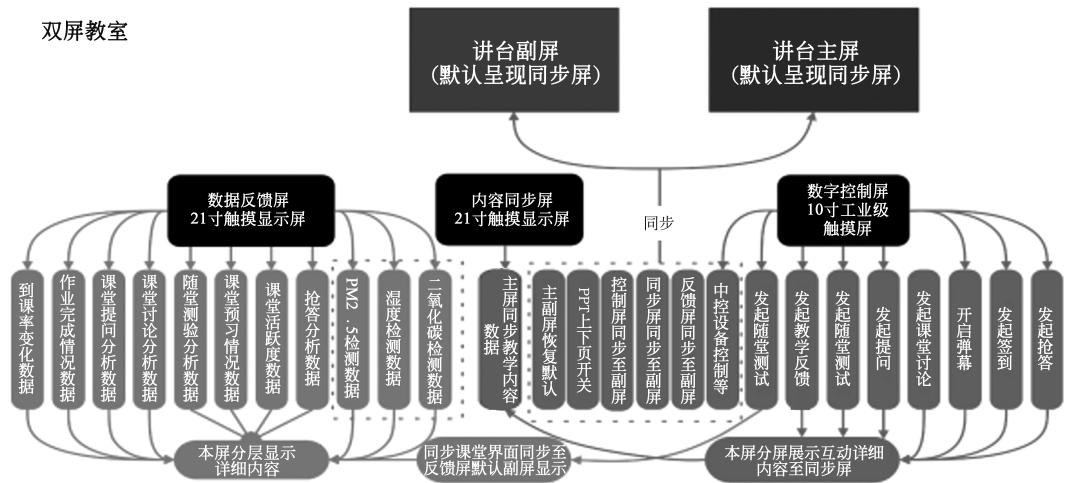 双屏教室
讲台副屏
(默认呈现同步屏)
讲台主屏
(默认呈现同步屏)
数据反馈屏
21寸触摸显示屏
内容同步屏
21寸触摸显示屏
数字控制屏
10寸工业级
触摸屏
同步
到课率变化数据
作业完成情况数据
课堂提问分析数据
课堂讨论分析数据
随堂测验分析数据
课堂预习情况数据
课堂活跃度数据
抢答分析数据
PM2.5检测数据
湿度检测数据
二氧化碳检测数据
主屏同步教学内容
数据
主副屏恢复默认
PPT上下页开关
控制屏同步至副屏
同步屏同步至副屏
反馈屏同步至副屏
中控设备控制等
发起随堂测试
发起教学反馈
发起随堂测试
发起提问
发起课堂讨论
开启弹幕
发起签到
发起抢答
本屏分层显示
详细内容
同步课堂界面同步至
反馈屏默认副屏显示
本屏分屏展示互动详细
内容至同步屏